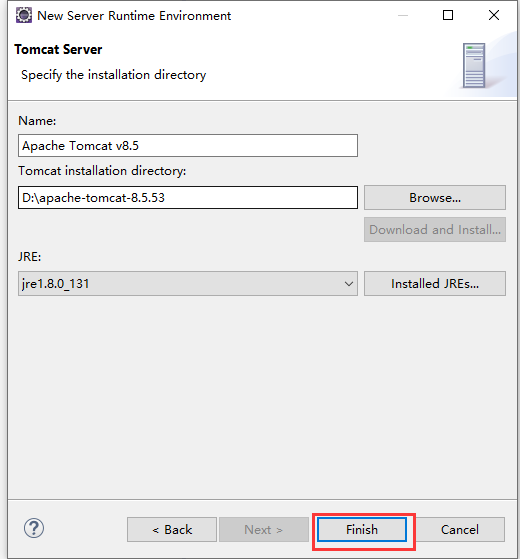 New Server Runtime Environment
Tomcat Server
Specify the installation directory
Name:
Apache Tomcat v8.5
Tomcat installation directory:
D:\apache-tomcat-8.5.53
Browse...
Download and Install...
JRE:
jre1.8.0_131
Installed JREs...
?
< Back
Next >
Finish
Cancel